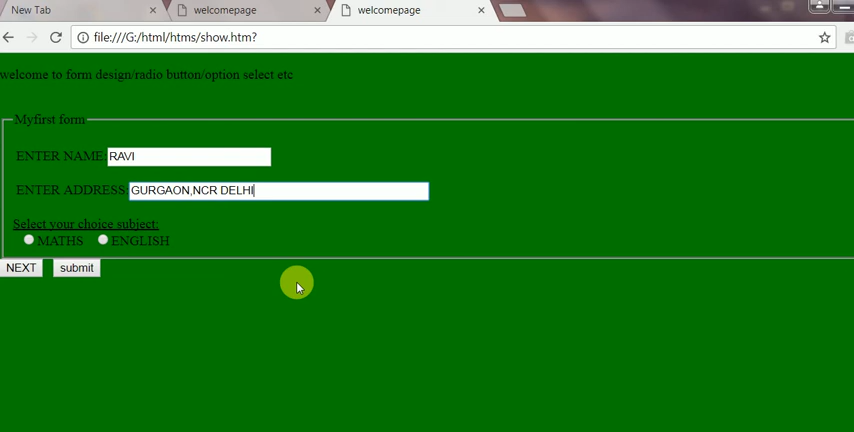 New Tab
welcomepage
welcomepage
file:///G:/html/htms/show.htm?
welcome to form design/radio button/option select etc
Myfirst form
ENTER NAME: RAVI
ENTER ADDRESS: GURGAON,NCR DELHI
Select your choice subject:
MATHS ENGLISH
NEXT submit